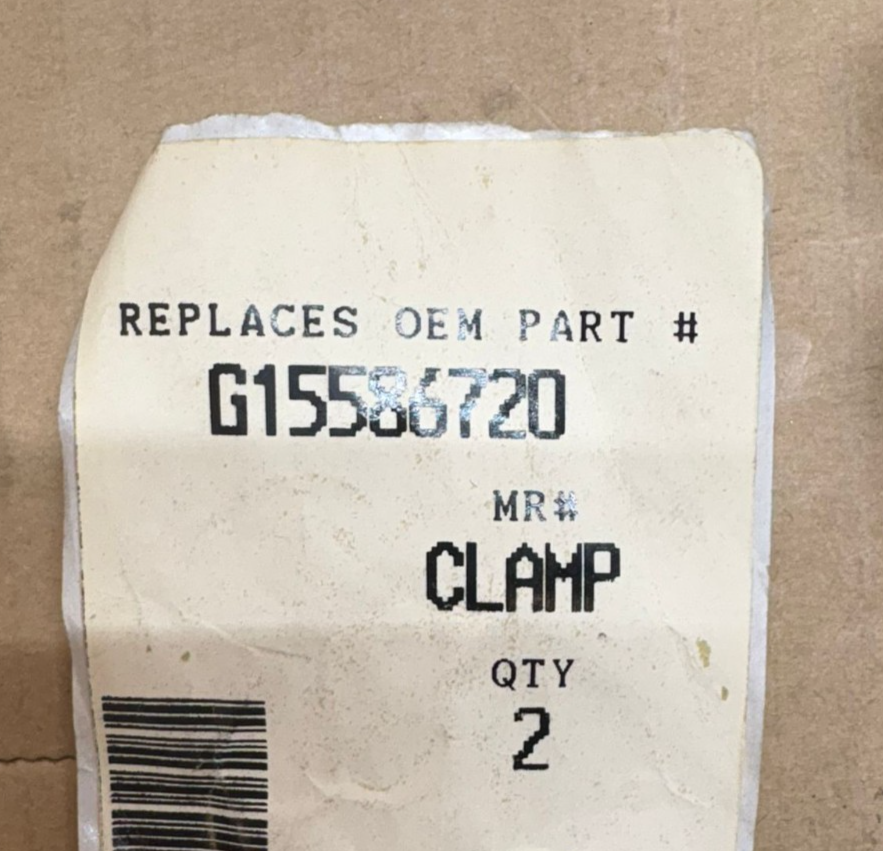 REPLACES OEM PART #
G15586720
MR#
CLAMP
QTY
2